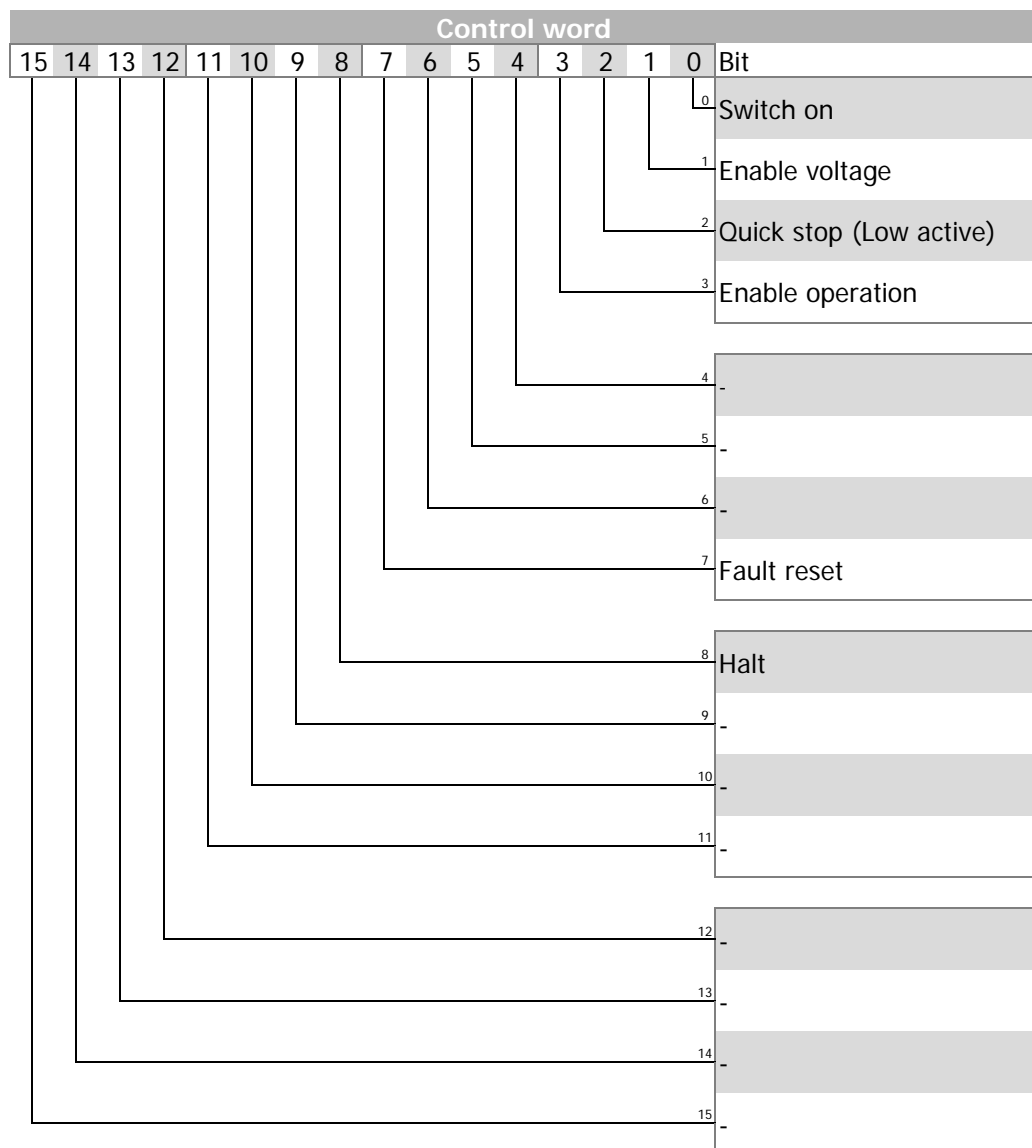 Control word
15 14 13 12 11 10 9 8 7 6 5 4 3 2 1 0 Bit
0 Switch on
1 Enable voltage
2 Quick stop (Low active)
3 Enable operation
4 -
5 -
6 -
7 Fault reset
8 Halt
9 -
10 -
11 -
12 -
13 -
14 -
15 -